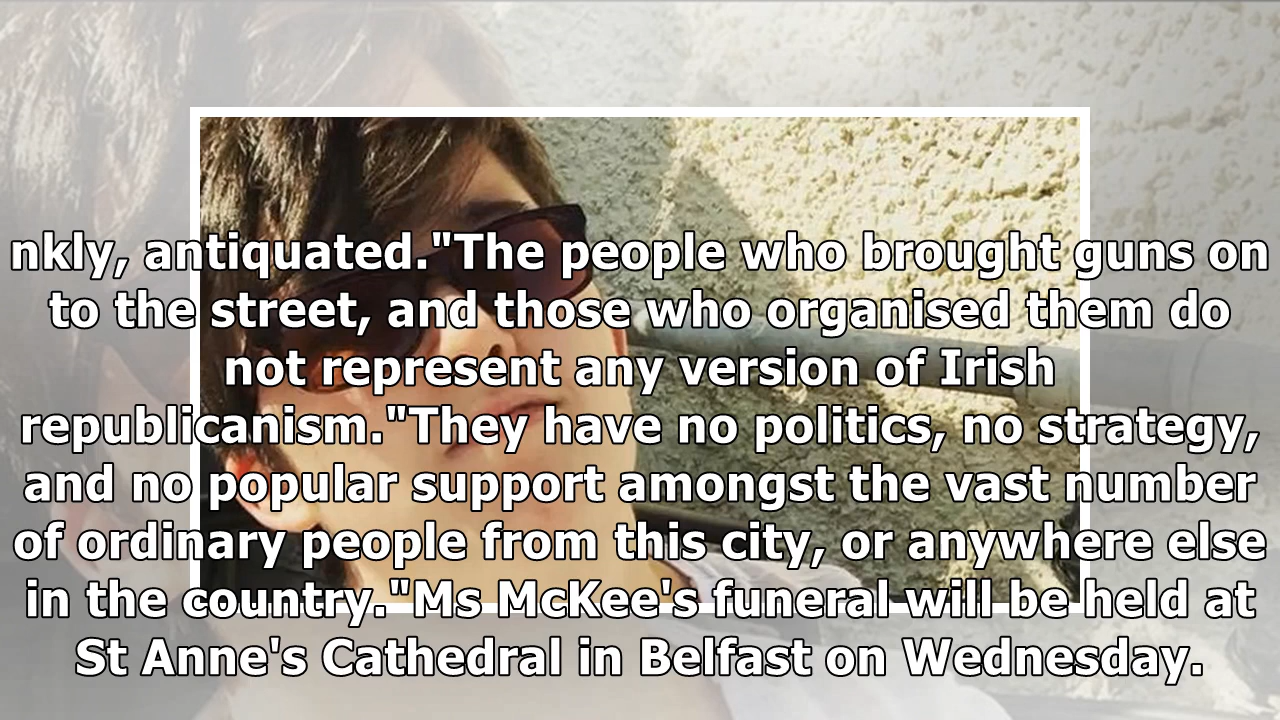 nkly, antiquated."The people who brought guns on
to the street, and those who organised them do
not represent any version of Irish
republicanism."They have no politics, no strategy,
and no popular support amongst the vast number
of ordinary people from this city, or anywhere else
in the country."Ms McKee's funeral will be held at
St Anne's Cathedral in Belfast on Wednesday.